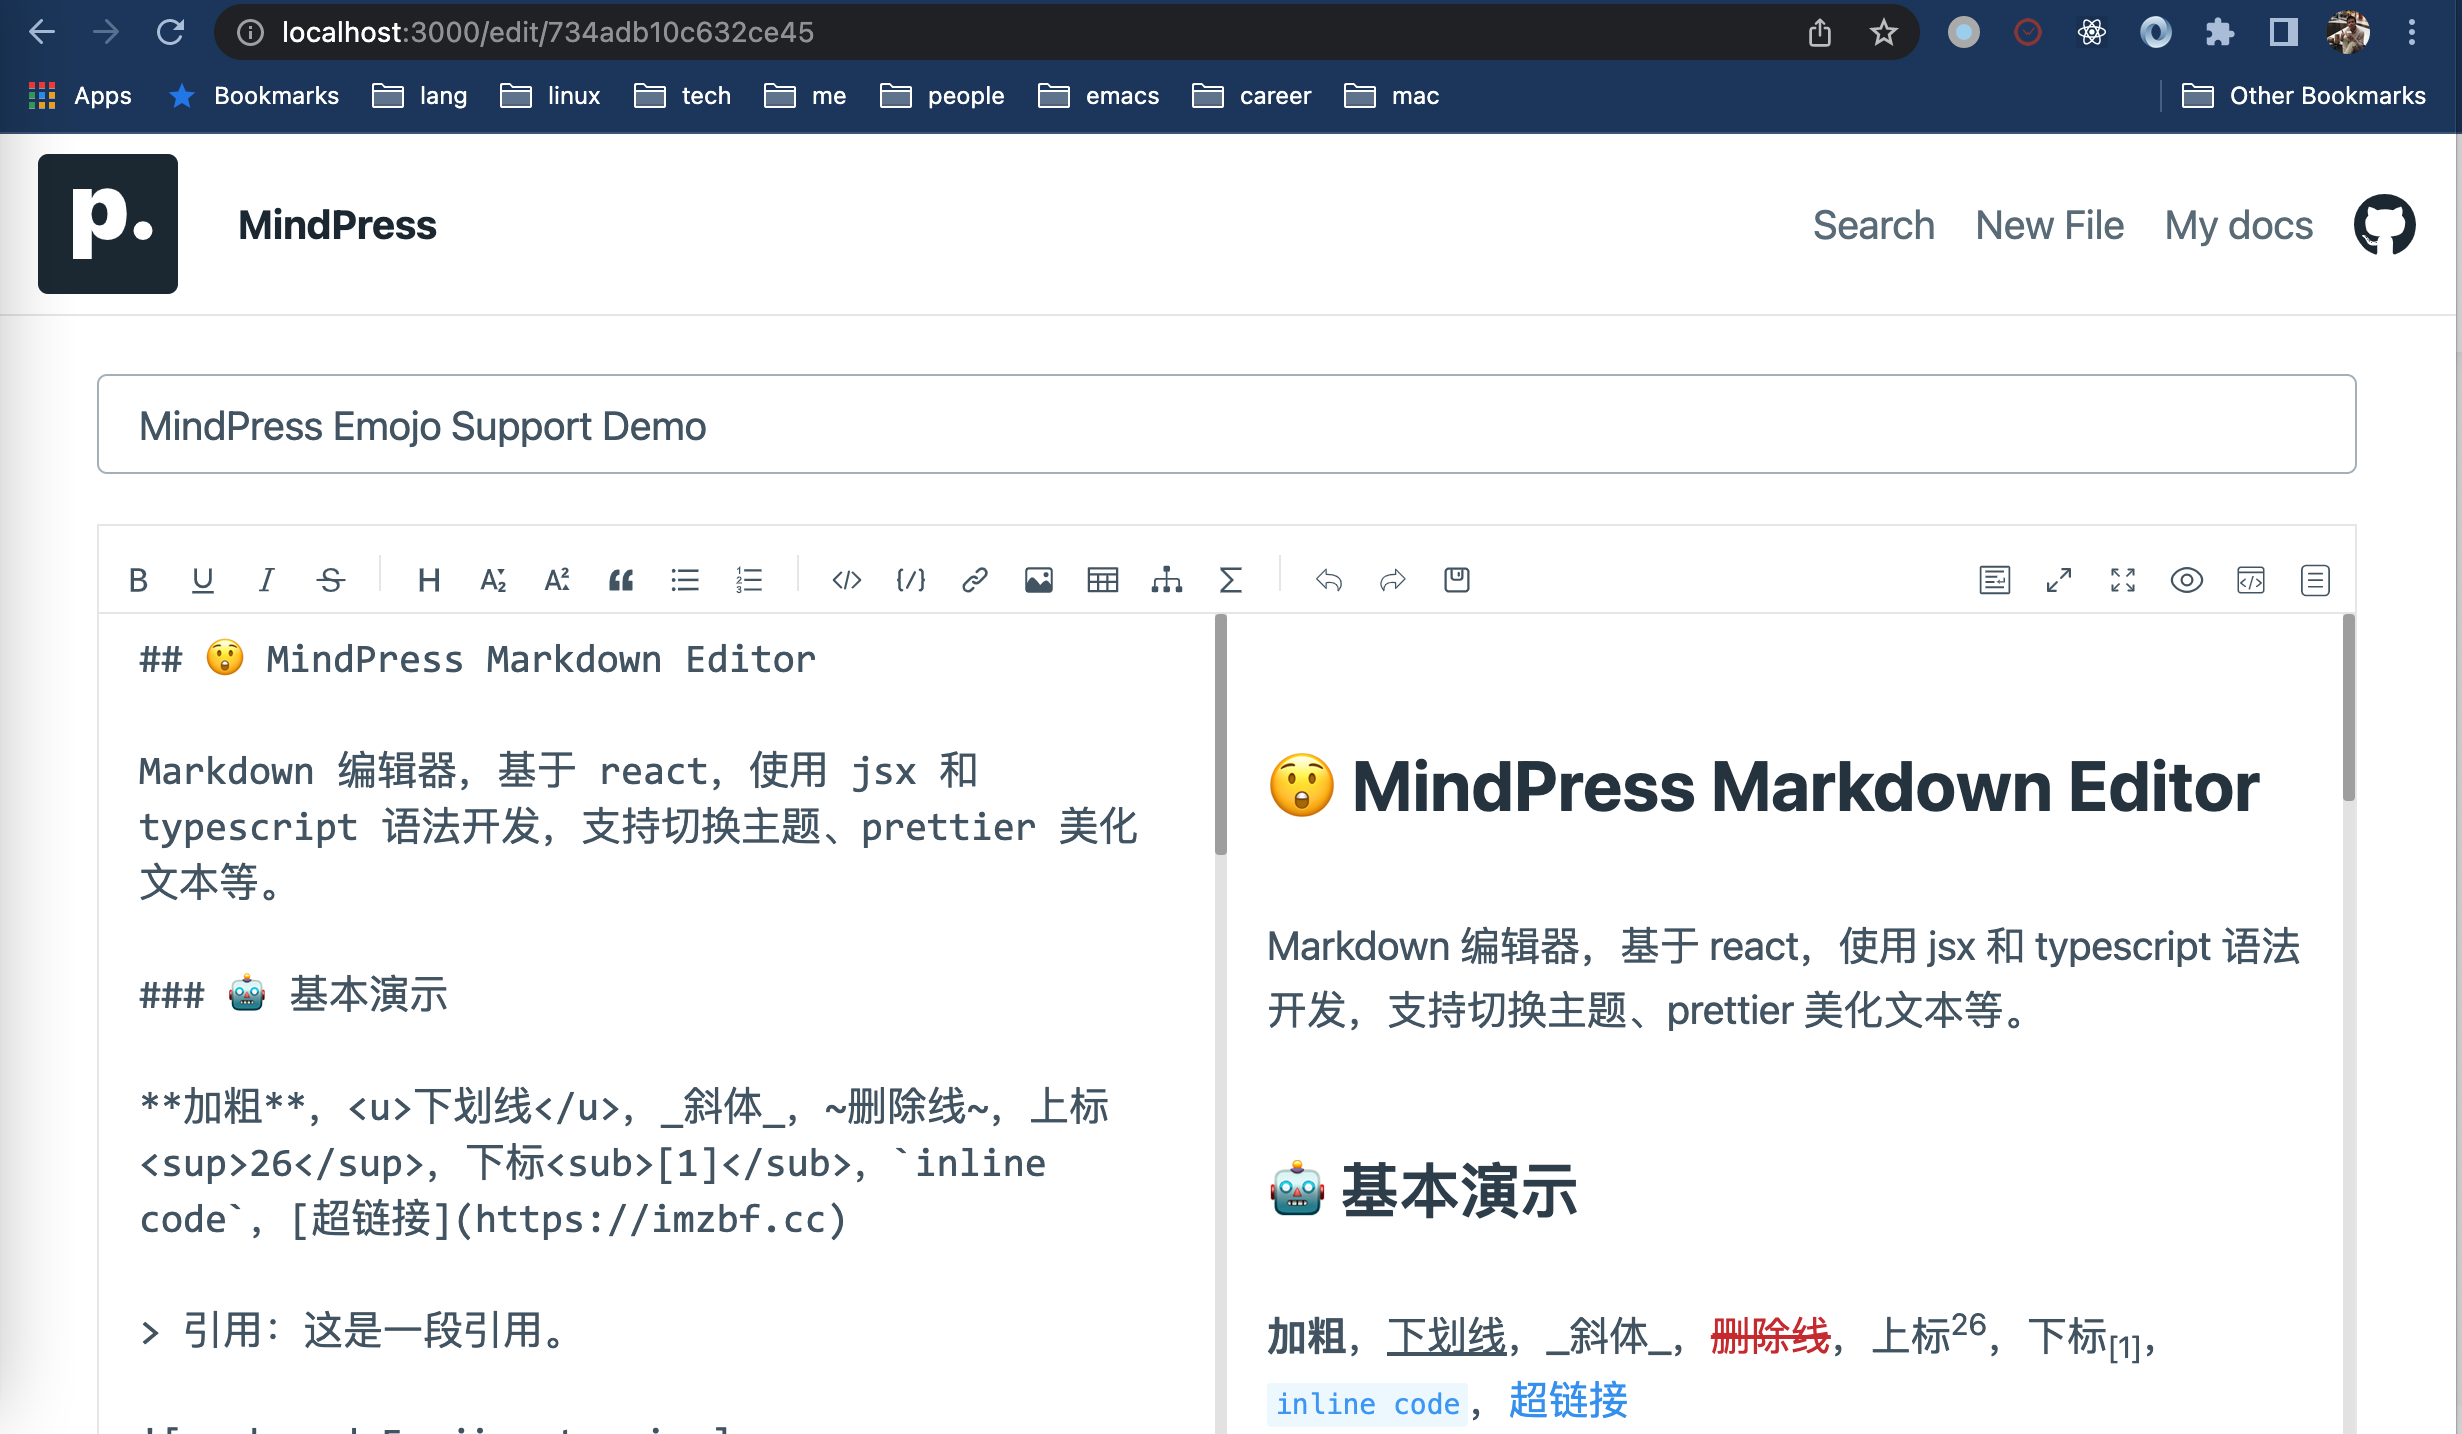 localhost:3000/edit/734adb10c632ce45
Apps Bookmarks lang linux tech me people emacs career mac Other Bookmarks
p. MindPress Search New File My docs
MindPress Emojo Support Demo
## 😲 MindPress Markdown Editor
Markdown 编辑器，基于 react，使用 jsx 和
typescript 语法开发，支持切换主题、prettier 美化
文本等。
### 🤖 基本演示
**加粗**，<u>下划线</u>，_斜体_，~删除线~，上标
<sup>26</sup>，下标<sub>[1]</sub>，`inline
code`，[超链接](https://imzbf.cc)
> 引用：这是一段引用。
😲 MindPress Markdown Editor
Markdown 编辑器，基于 react，使用 jsx 和 typescript 语法
开发，支持切换主题、prettier 美化文本等。
🤖 基本演示
加粗，下划线，_斜体_，删除线，上标26，下标[1]，
inline code，超链接